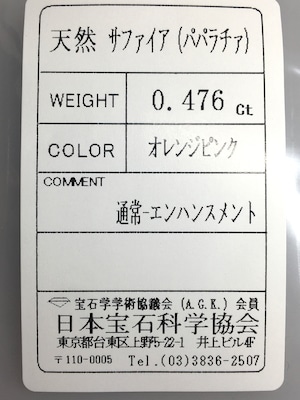 天然 サファイア(パパラチァ)
WEIGHT 0.476 ct
COLOR オレンジピンク
COMMENT
通常-エンハンスメント
宝石学学術協議会 (A.G.K.) 会員
日本宝石科学協会
東京都台東区上野5-22-1 井上ビル4F
〒110-0005 Tel.(03)3836-2507